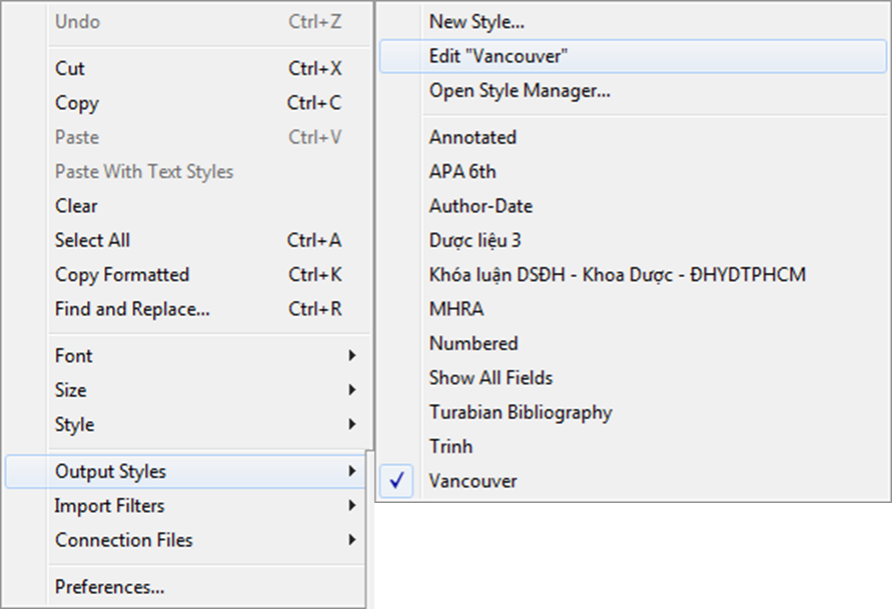 Undo Ctrl+Z
Cut Ctrl+X
Copy Ctrl+C
Paste Ctrl+V
Paste With Text Styles
Clear
Select All Ctrl+A
Copy Formatted Ctrl+K
Find and Replace... Ctrl+R
Font
Size
Style
Output Styles
Import Filters
Connection Files
Preferences...
New Style...
Edit "Vancouver"
Open Style Manager...
Annotated
APA 6th
Author-Date
Dược liệu 3
Khóa luận DSĐH - Khoa Dược - ĐHYDTPHCM
MHRA
Numbered
Show All Fields
Turabian Bibliography
Trinh
Vancouver